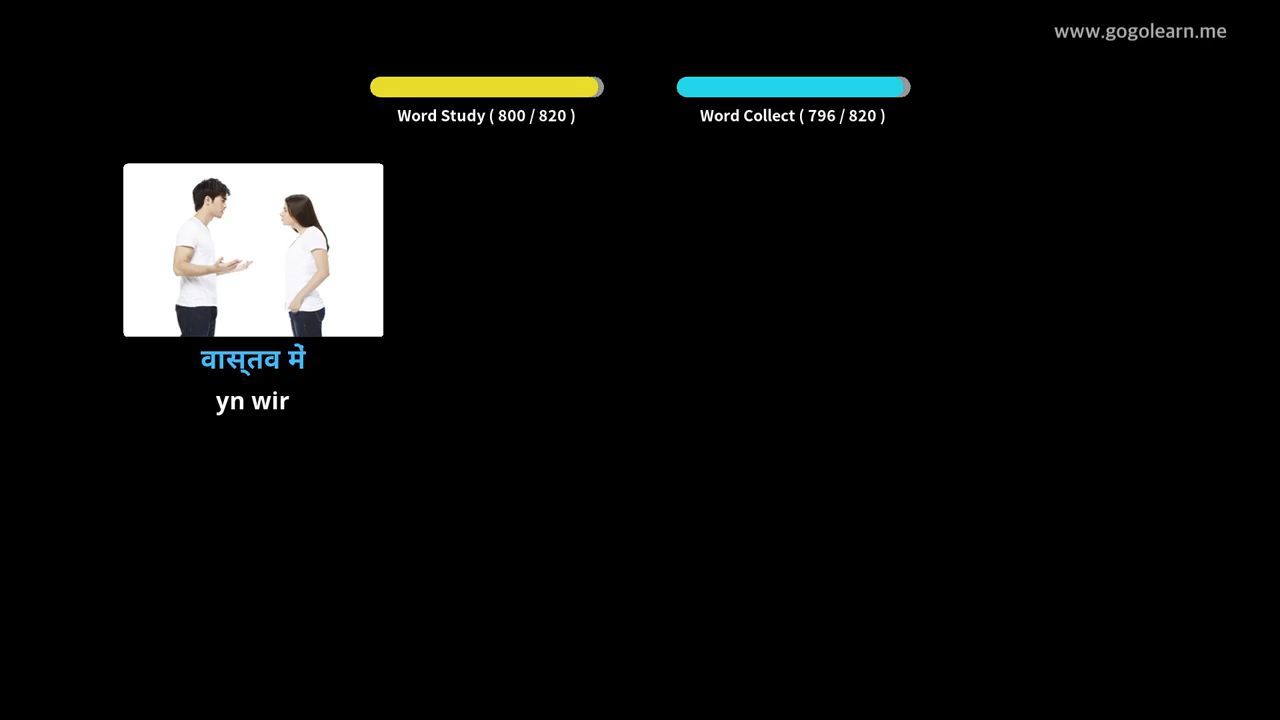 www.gogolearn.me
Word Study ( 800 / 820 )
Word Collect ( 796 / 820 )
वास्तव में
yn wir